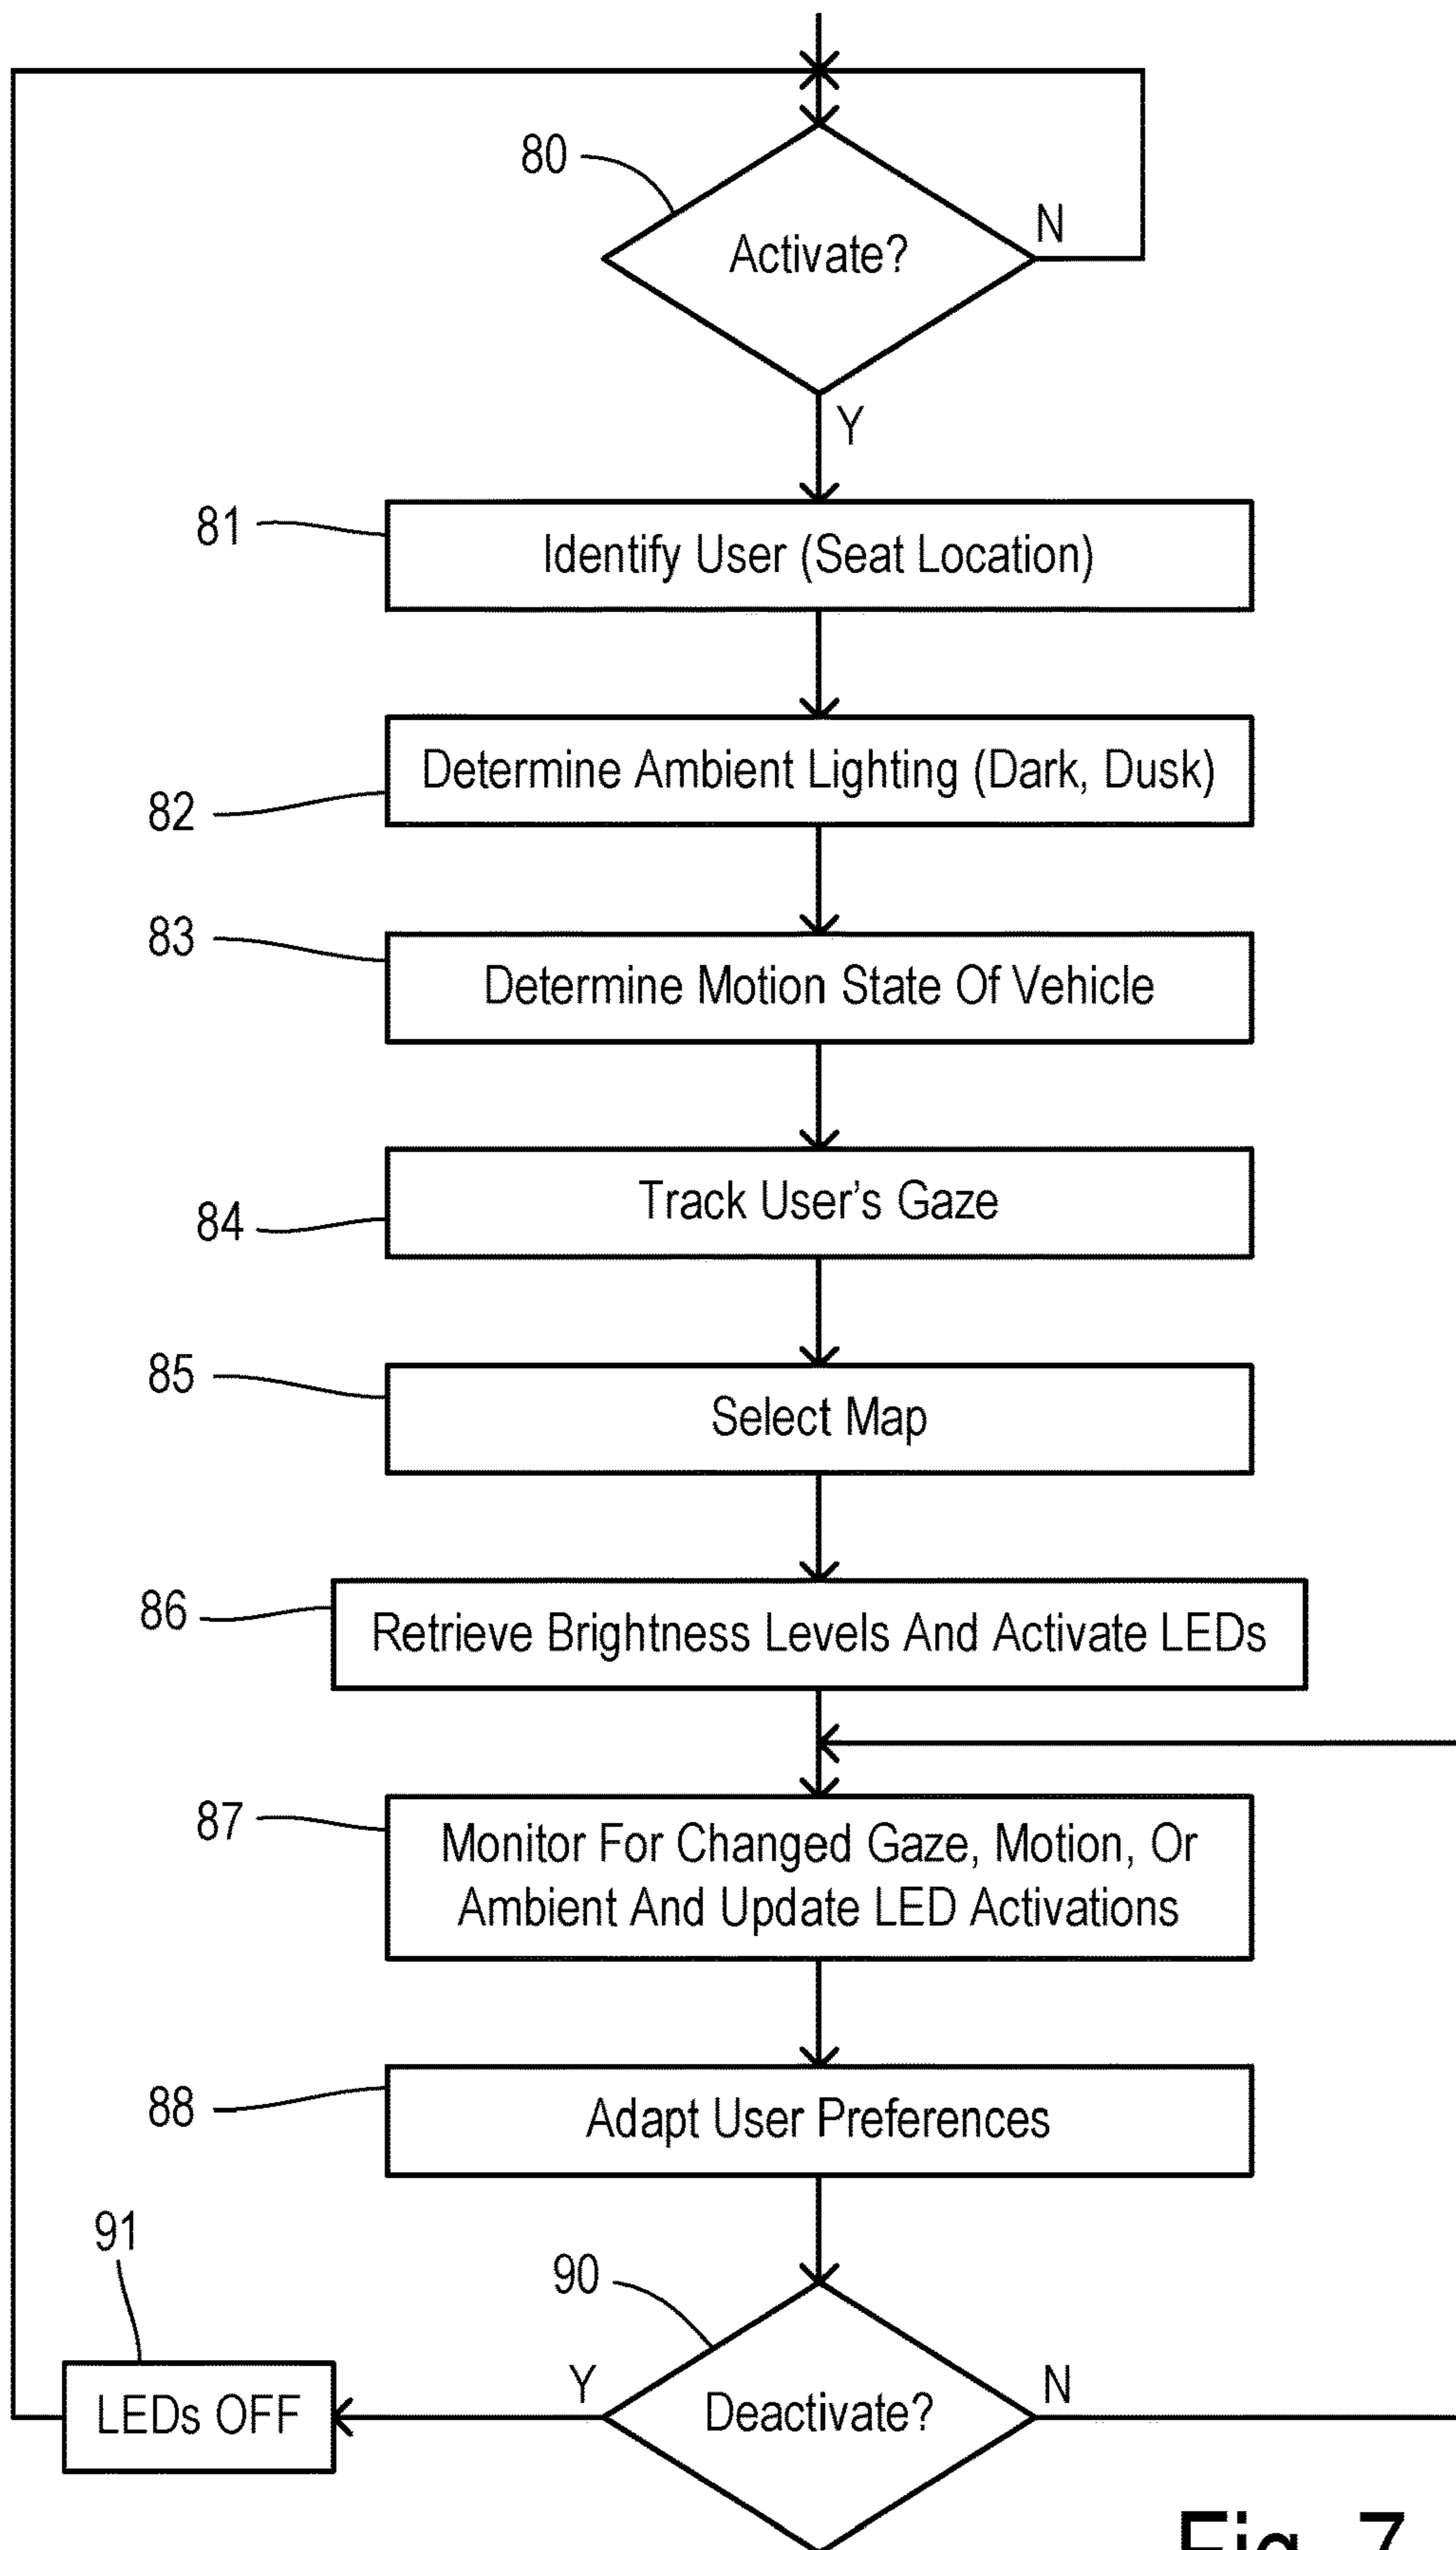 80
Activate?
N
Y
81
Identify User (Seat Location)
82
Determine Ambient Lighting (Dark, Dusk)
83
Determine Motion State Of Vehicle
84
Track User's Gaze
85
Select Map
86
Retrieve Brightness Levels And Activate LEDs
87
Monitor For Changed Gaze, Motion, Or
Ambient And Update LED Activations
88
Adapt User Preferences
91
90
LEDs OFF
Y
Deactivate?
N
Fig. 7